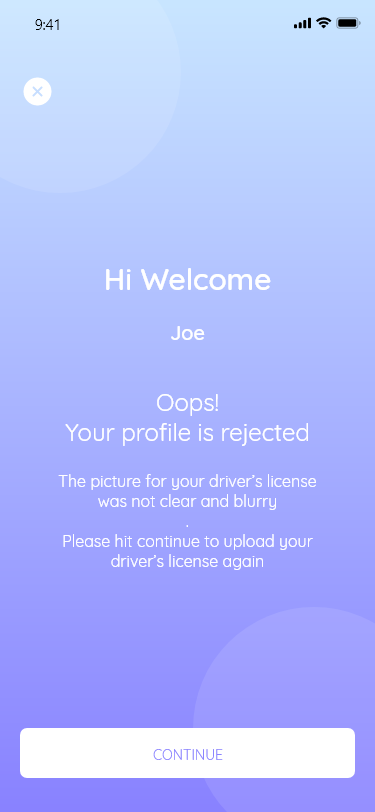 9:41
Hi Welcome
Joe
Oops!
Your profile is rejected
The picture for your driver's license
was not clear and blurry
.
Please hit continue to upload your
driver's license again
CONTINUE